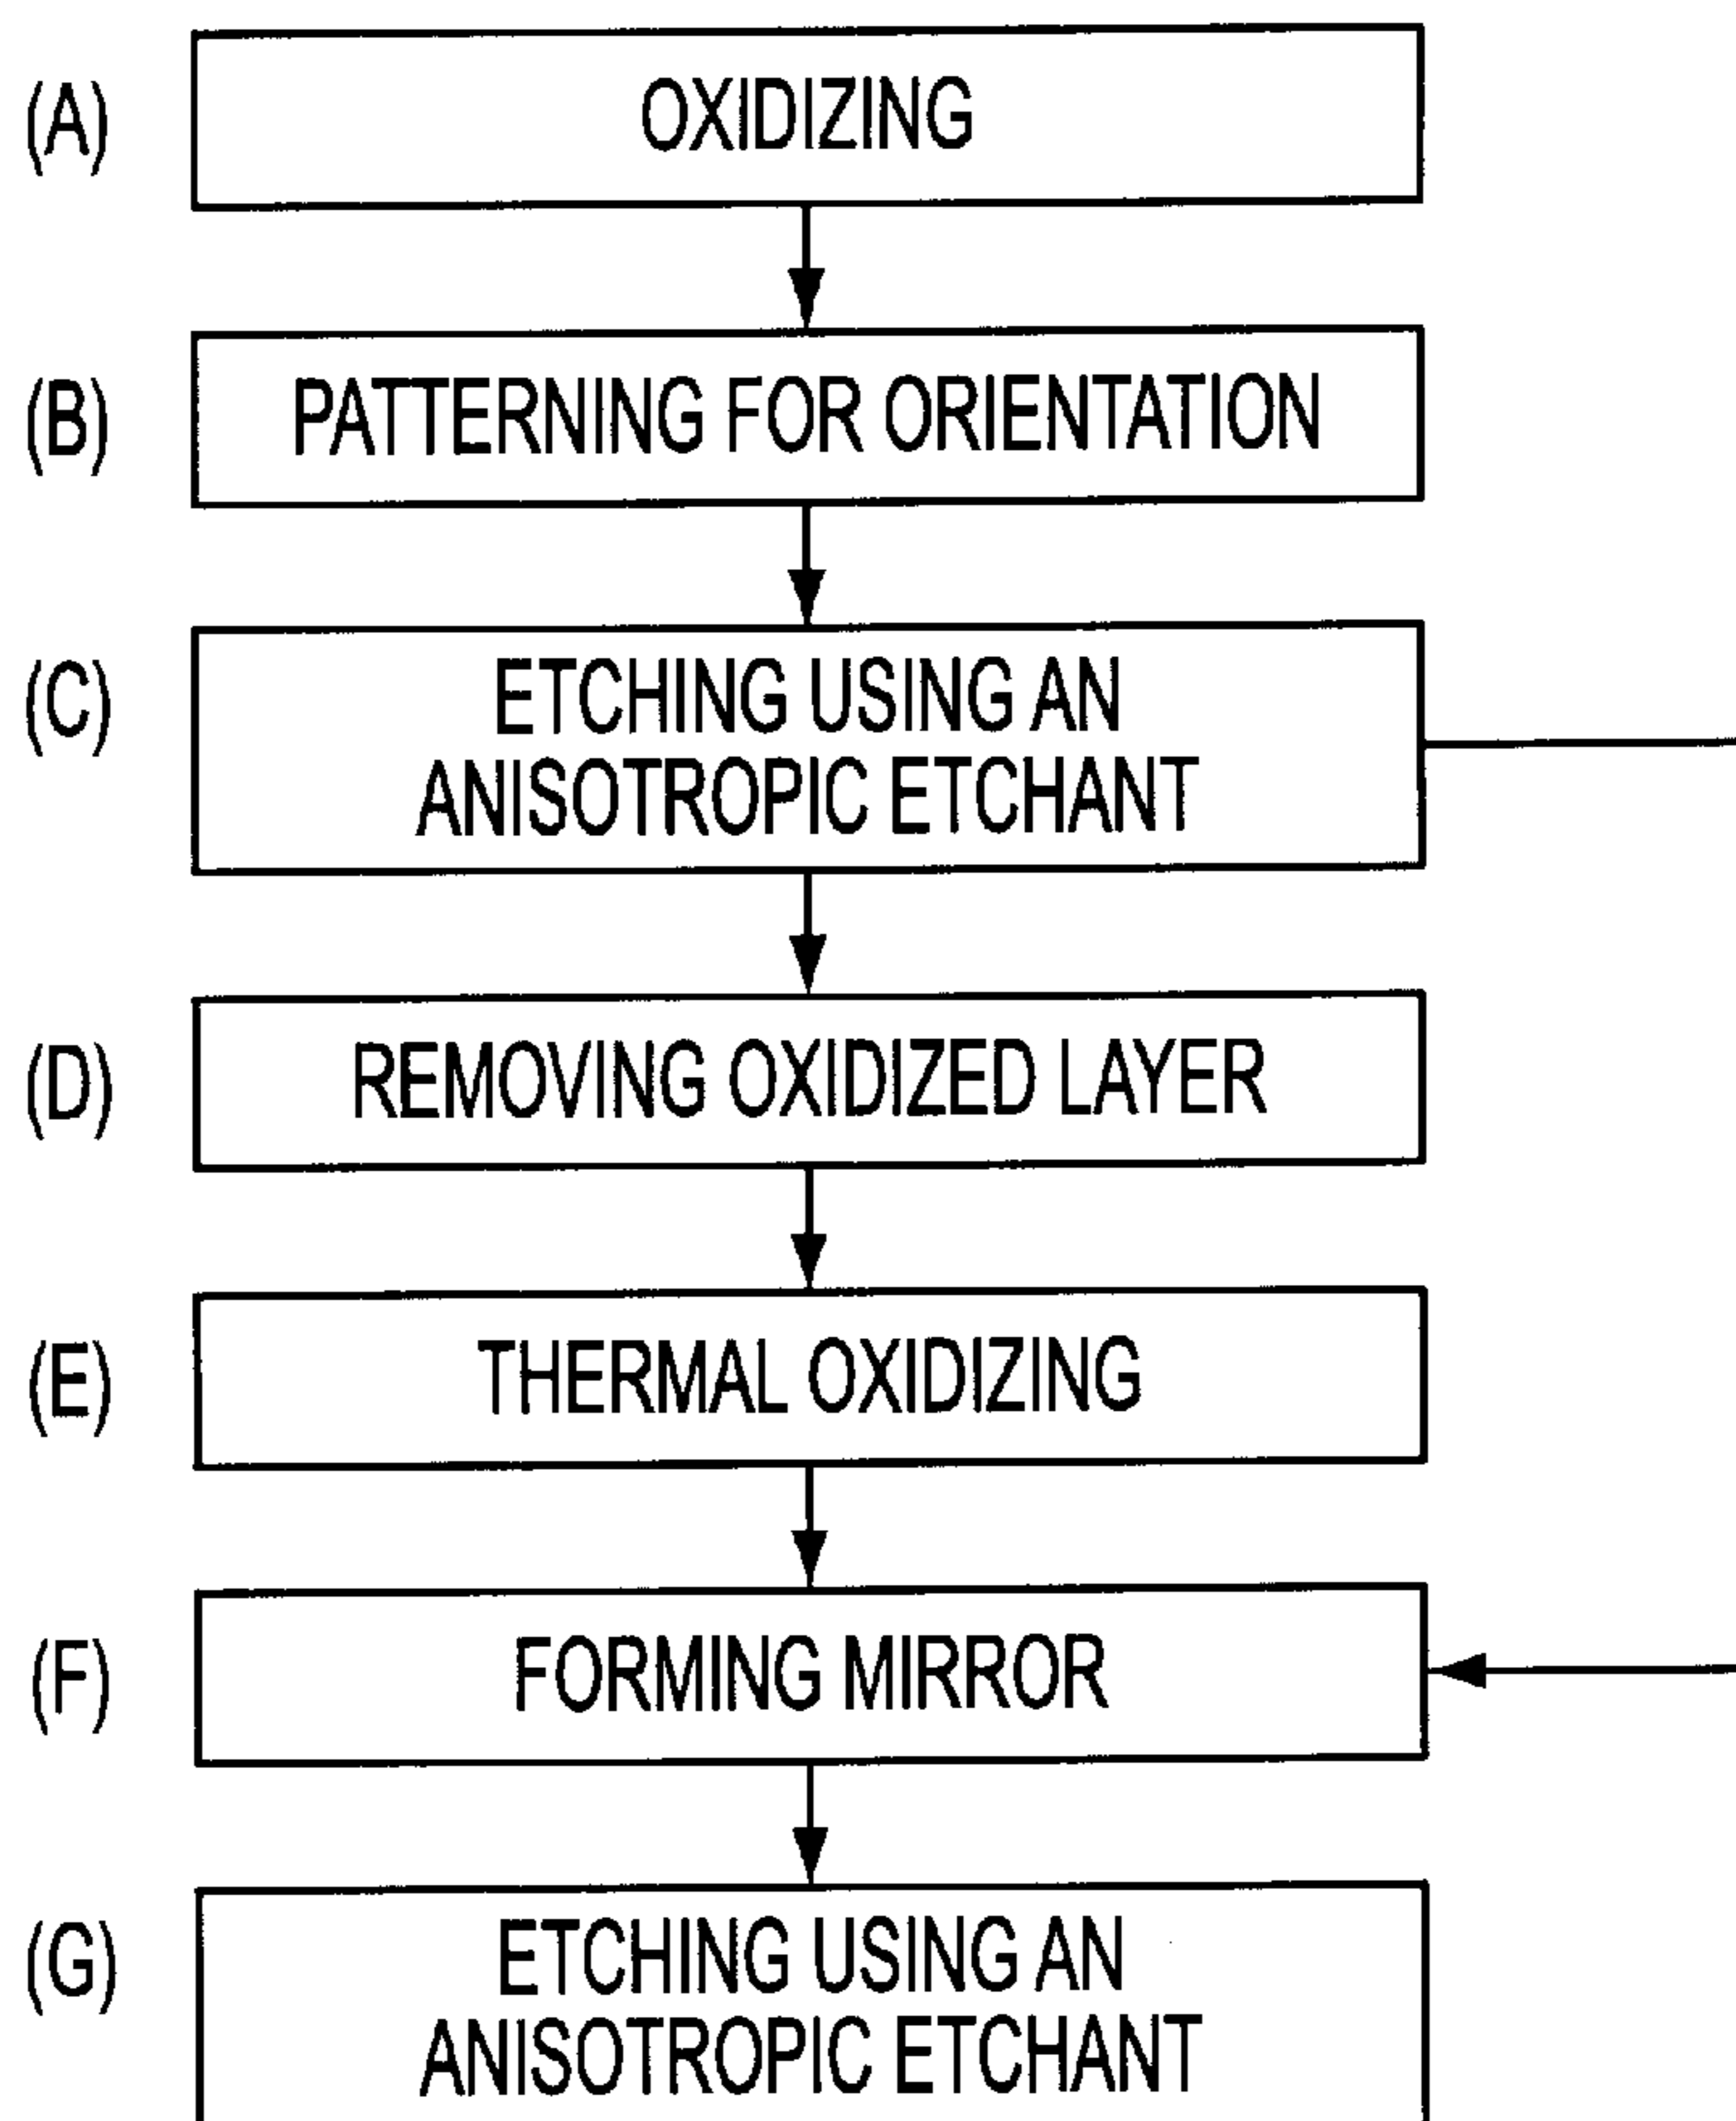 (A) OXIDIZING
(B) PATTERNING FOR ORIENTATION
(C) ETCHING USING AN
ANISOTROPIC ETCHANT
(D) REMOVING OXIDIZED LAYER
(E) THERMAL OXIDIZING
(F) FORMING MIRROR
(G) ETCHING USING AN
ANISOTROPIC ETCHANT